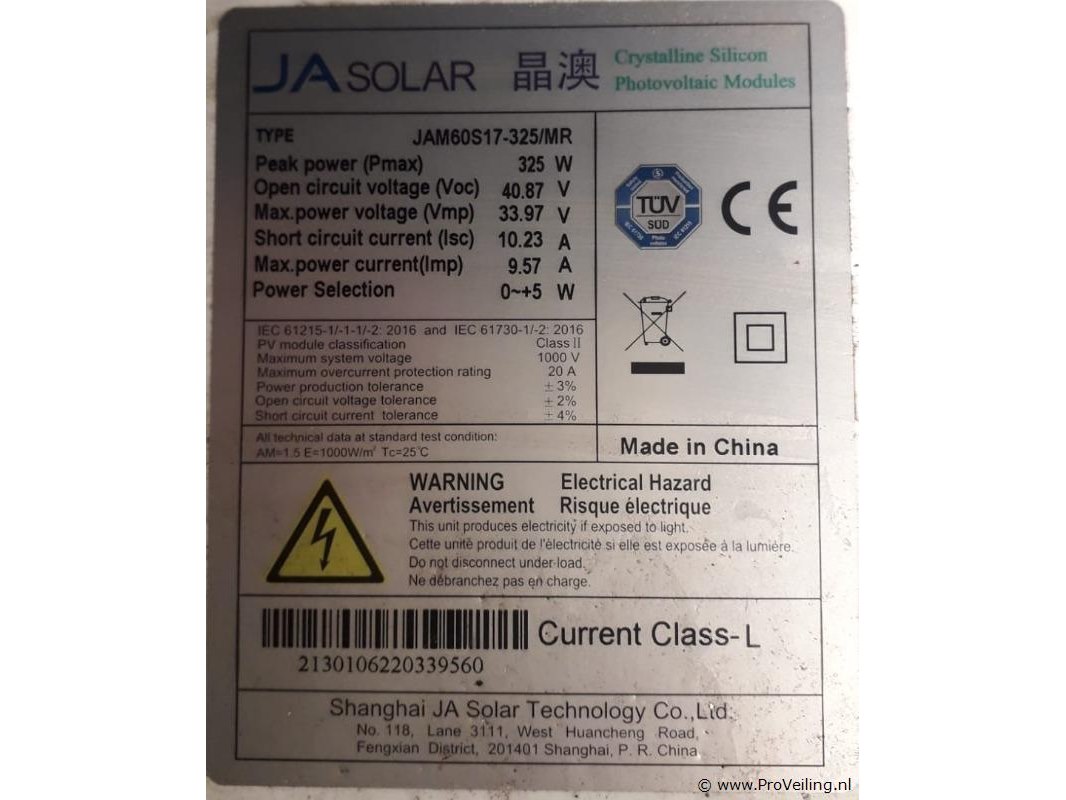 JA SOLAR 晶澳 Crystalline Silicon Photovoltaic Modules
TYPE JAM60S17-325/MR
Peak power (Pmax) 325 W
Open circuit voltage (Voc) 40.87 V
Max.power voltage (Vmp) 33.97 V
Short circuit current (Isc) 10.23 A
Max.power current(Imp) 9.57 A
Power Selection 0~+5 W
TÜV
SÜD
CE
IEC 61215-1/-1-1/-2: 2016 and IEC 61730-1/-2: 2016
PV module classification Class II
Maximum system voltage 1000 V
Maximum overcurrent protection rating 20 A
Power production tolerance ±3%
Open circuit voltage tolerance ±2%
Short circuit current tolerance ±4%
All technical data at standard test condition:
AM=1.5 E=1000W/m² Tc=25℃
Made in China
WARNING Electrical Hazard
Avertissement Risque électrique
This unit produces electricity if exposed to light.
Cette unité produit de l'électricité si elle est exposée à la lumière.
Do not disconnect under load.
Ne débranchez pas en charge.
2130106220339560
Current Class-L
Shanghai JA Solar Technology Co.,Ltd.
No. 118, Lane 3111, West Huancheng Road,
Fengxian District, 201401 Shanghai, P. R. China
© www.ProVeiling.nl